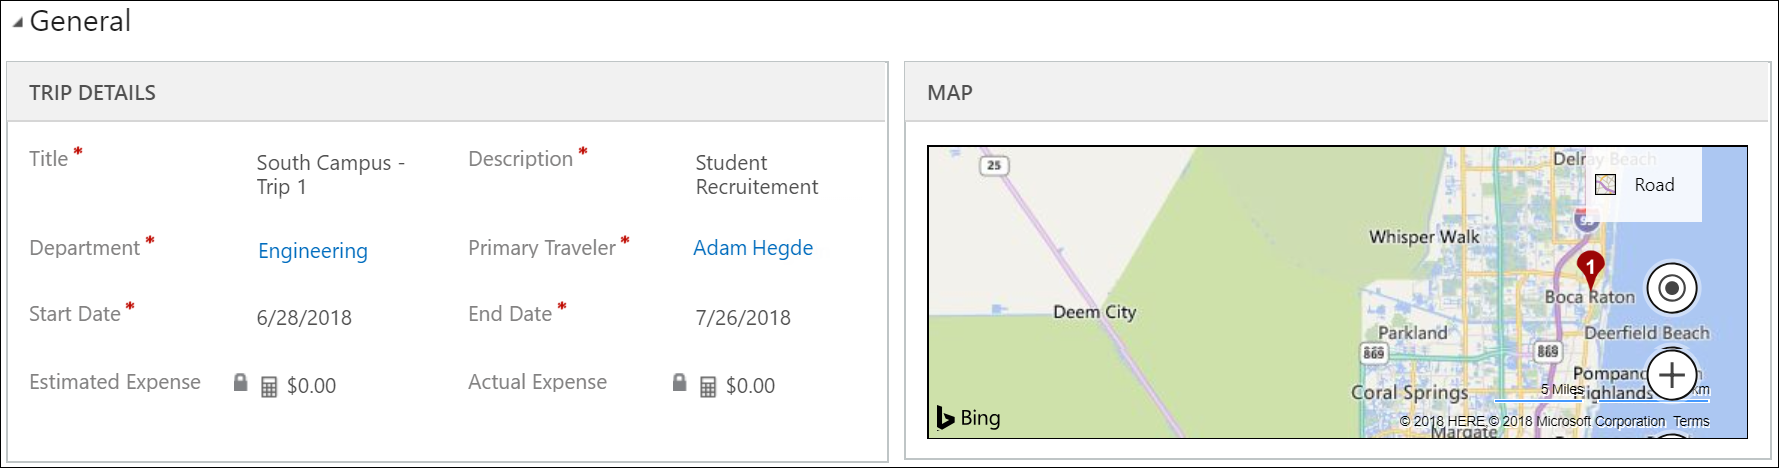 General
TRIP DETAILS
Title *
South Campus -
Trip 1
Description *
Student
Recruitement
Department *
Engineering
Primary Traveler *
Adam Hegde
Start Date *
6/28/2018
End Date *
7/26/2018
Estimated Expense
$0.00
Actual Expense
$0.00
MAP
25
Delray Beach
Road
95
Whisper Walk
1
Boca Raton
Deem City
Parkland
Deerfield Beach
869
869
Coral Springs
5 Miles
km
Highlands
Bing
© 2018 HERE © 2018 Microsoft Corporation Terms
Margate